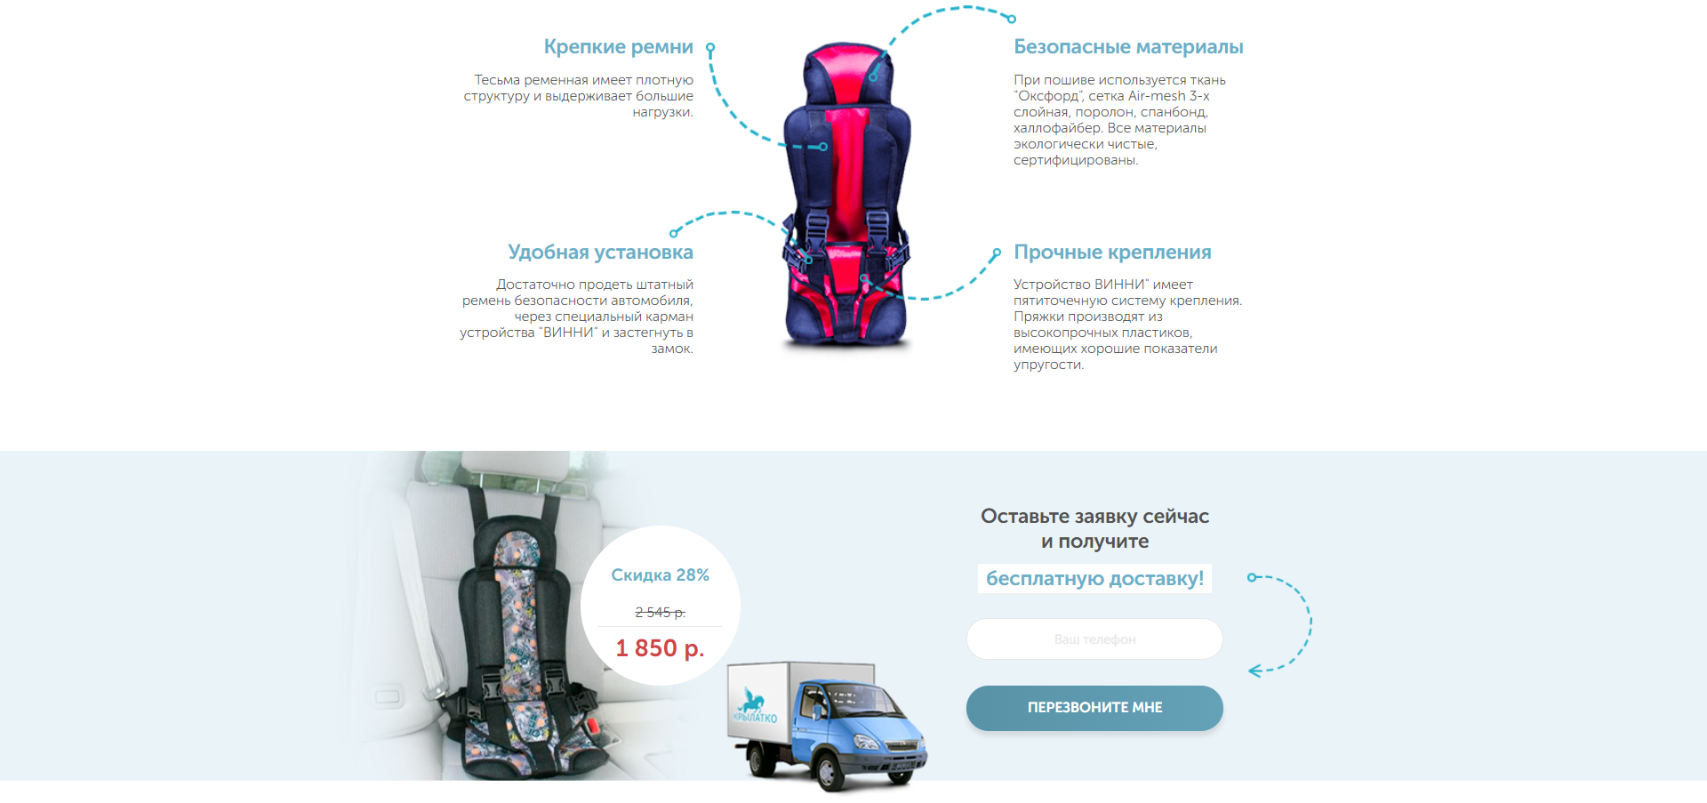 Крепкие ремни
Тесьма ременная имеет плотную
структуру и выдерживает большие
нагрузки.
Безопасные материалы
При пошиве используется ткань
"Оксфорд", сетка Air-mesh 3-х
слойная, поролон, спанбонд,
халлофайбер. Все материалы
экологически чистые,
сертифицированы.
Удобная установка
Достаточно продеть штатный
ремень безопасности автомобиля,
через специальный карман
устройства "ВИННИ" и застегнуть в
замок.
Прочные крепления
Устройство ВИННИ" имеет
пятиточечную систему крепления.
Пряжки производят из
высокопрочных пластиков,
имеющих хорошие показатели
упругости.
Скидка 28%
2 545 р.
1 850 р.
КРЫЛАТКО
Оставьте заявку сейчас
и получите
бесплатную доставку!
Ваш телефон
ПЕРЕЗВОНИТЕ МНЕ